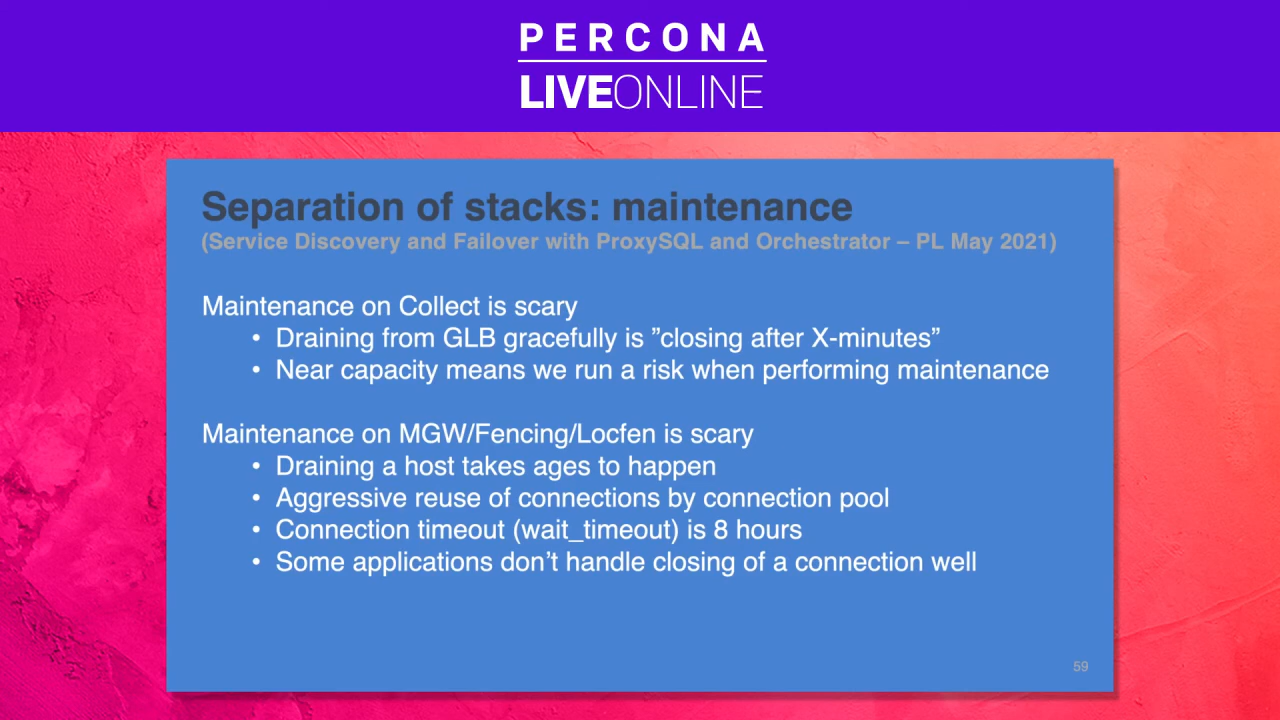 PERCONA
LIVEONLINE
Separation of stacks: maintenance
(Service Discovery and Failover with ProxySQL and Orchestrator – PL May 2021)
Maintenance on Collect is scary
• Draining from GLB gracefully is ”closing after X-minutes”
• Near capacity means we run a risk when performing maintenance
Maintenance on MGW/Fencing/Locfen is scary
• Draining a host takes ages to happen
• Aggressive reuse of connections by connection pool
• Connection timeout (wait_timeout) is 8 hours
• Some applications don’t handle closing of a connection well
59